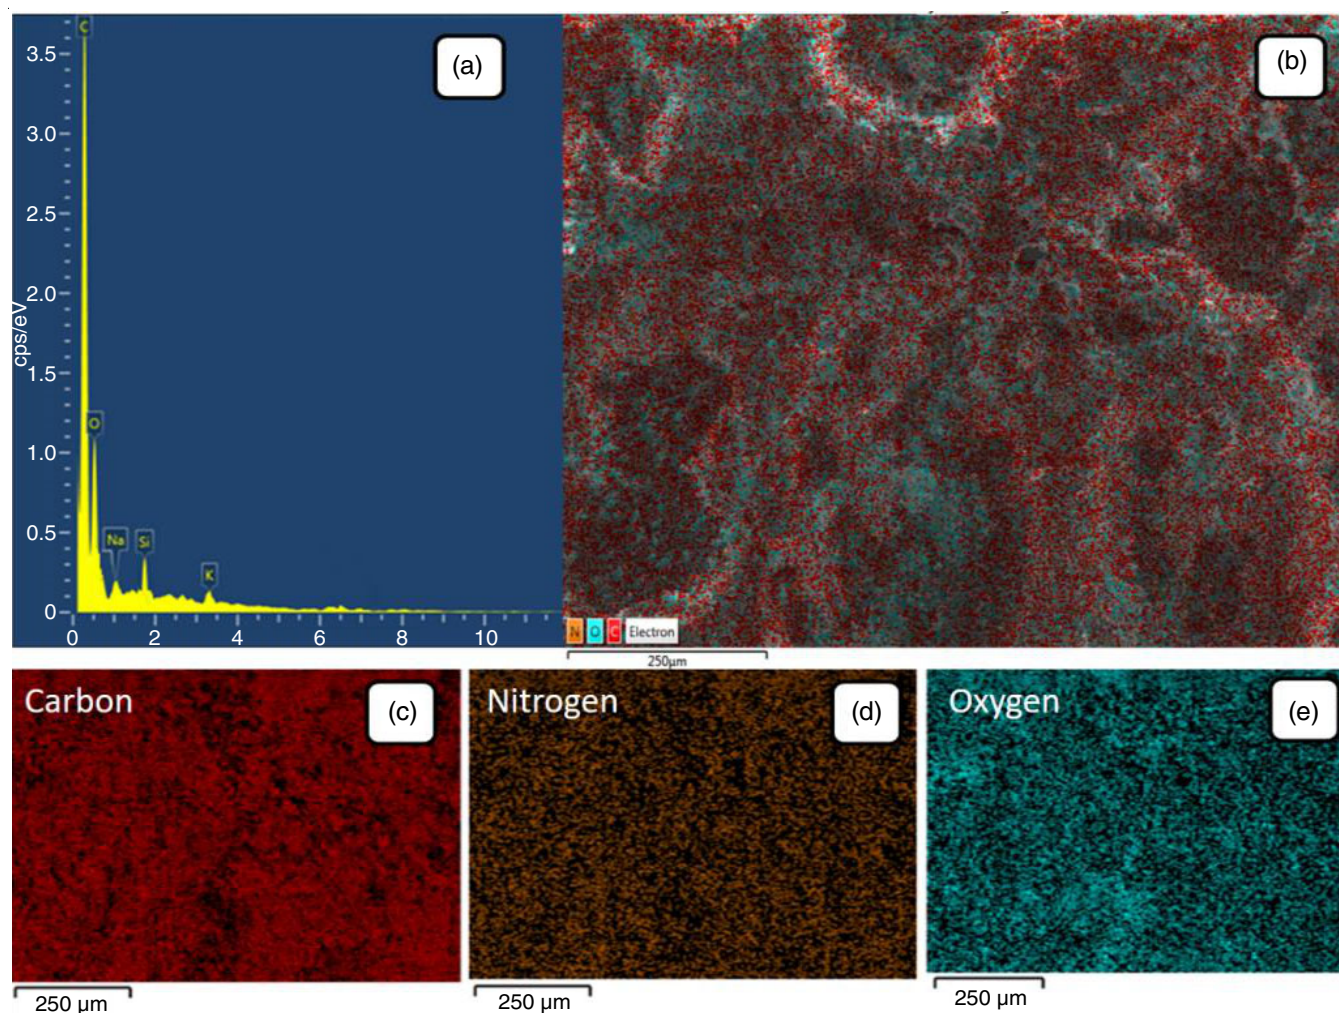 C
(a)
(b)
3.5
3.0
2.5
2.0
cps/eV
1.5
O
1.0
Na
Si
0.5
K
0
0 2 4 6 8 10
N O C Electron
250µm
Carbon
(c)
Nitrogen
(d)
Oxygen
(e)
250 µm
250 µm
250 µm